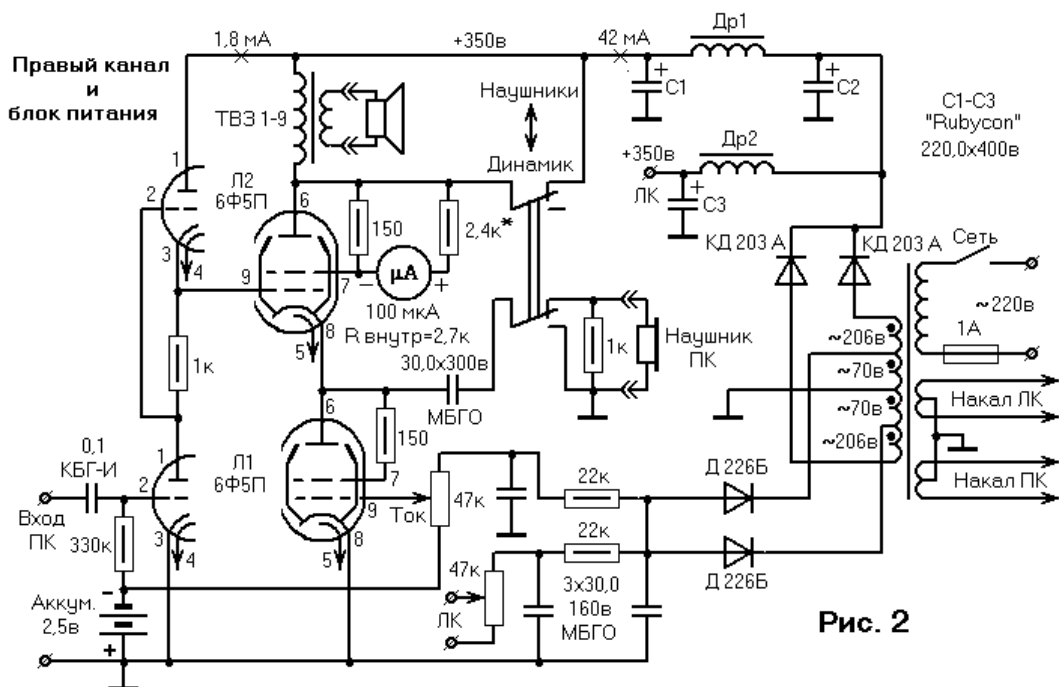 Правый канал
и
блок питания
1,8 мА
+350в
42 мА
Др1
+
С1
+
С2
С1-С3
"Rubycon"
220,0х400в
ТВЗ 1-9
Наушники
Динамик
+350в
ЛК
Др2
+
С3
1
2
3
4
Л2
6Ф5П
6
9
7
8
5
150
2,4к*
−
μА
+
100 мкА
R внутр=2,7к
30,0х300в
МБГО
КД 203 А
КД 203 А
Сеть
~220в
1А
~206в
~70в
~70в
~206в
1к
1к
Наушник
ПК
Накал ЛК
Накал ПК
0,1
КБГ-И
Вход
ПК
330к
1
2
3
4
Л1
6Ф5П
6
7
9
8
5
150
Ток
47к
22к
22к
Д 226Б
Д 226Б
47к
ЛК
3х30,0
160в
МБГО
-
Аккум.
2,5в
+
Рис. 2